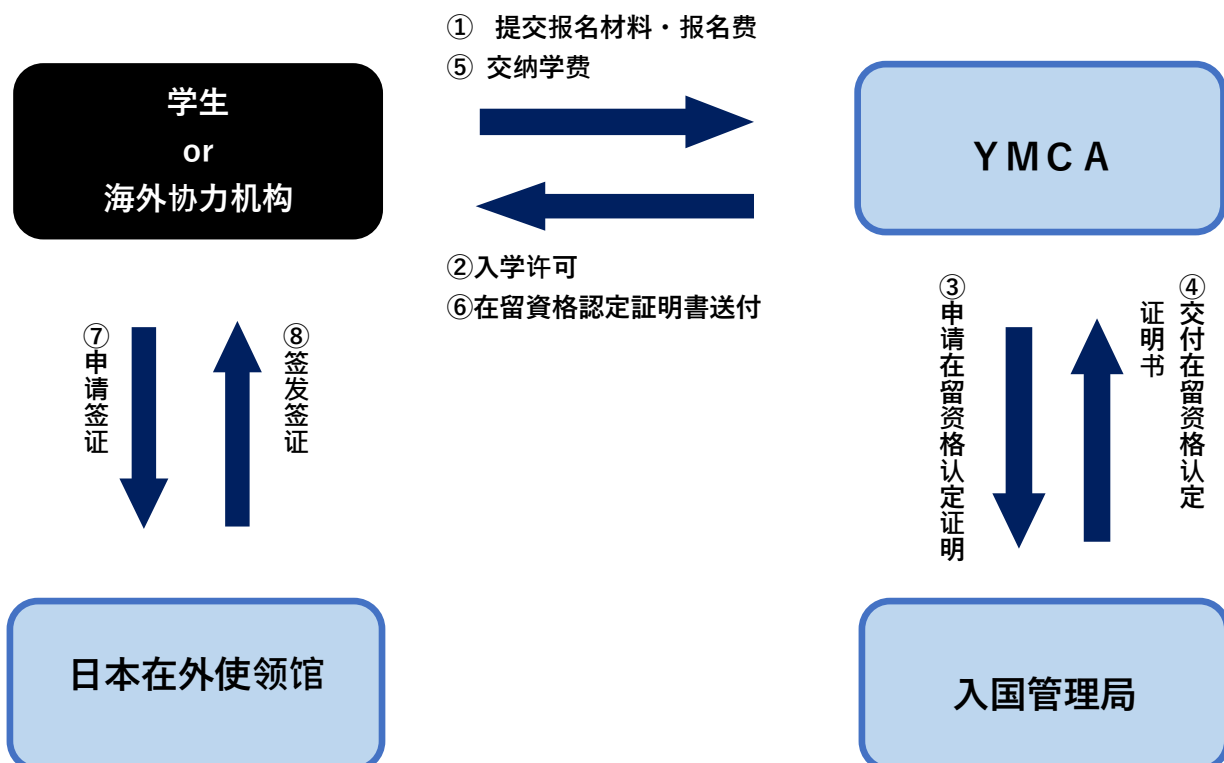 ① 提交报名材料・报名费
⑤ 交纳学费
学生
or
海外协力机构
YMCA
②入学许可
⑥在留資格認定証明書送付
⑦申请签证
⑧签发签证
③申请在留资格认定证明
④交付在留资格认定
证明书
日本在外使领馆
入国管理局